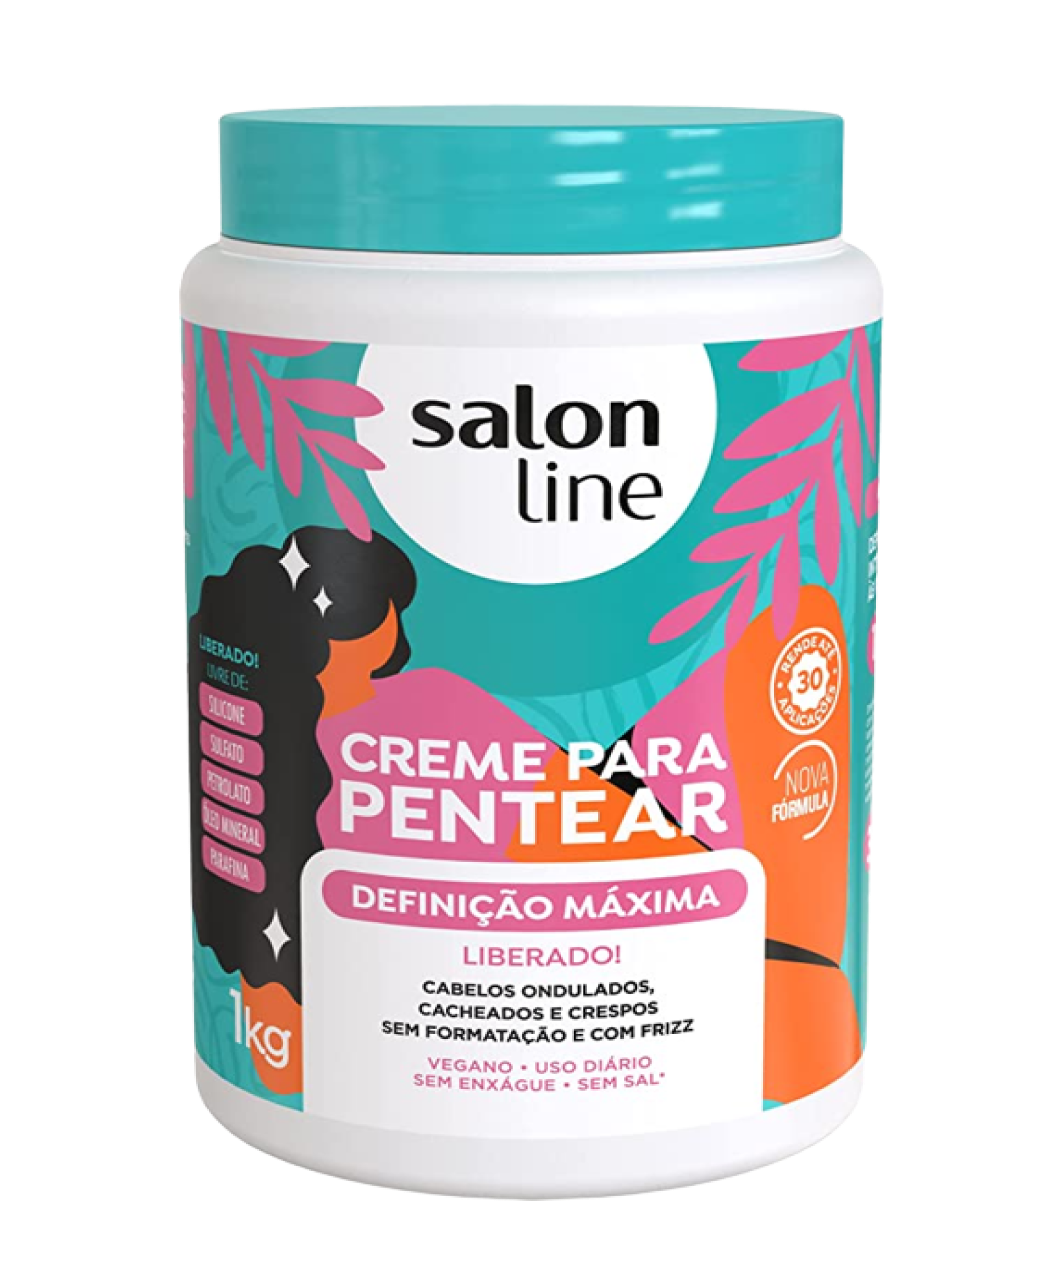 salon
line
LIBERADO!
LIVRE DE:
SILICONE
SULFATO
PETROLATO
ÓLEO MINERAL
PARAFINA
RENDE ATÉ
30
APLICAÇÕES
NOVA
FÓRMULA
CREME PARA
PENTEAR
DEFINIÇÃO MÁXIMA
LIBERADO!
CABELOS ONDULADOS,
CACHEADOS E CRESPOS
SEM FORMATAÇÃO E COM FRIZZ
VEGANO • USO DIÁRIO
SEM ENXÁGUE • SEM SAL*
1kg